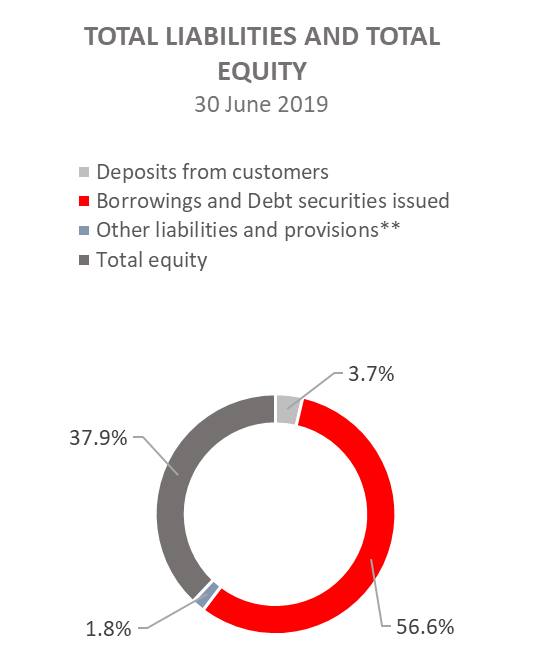 TOTAL LIABILITIES AND TOTAL
EQUITY
30 June 2019
Deposits from customers
Borrowings and Debt securities issued
Other liabilities and provisions**
Total equity
3.7%
37.9%
1.8%
56.6%